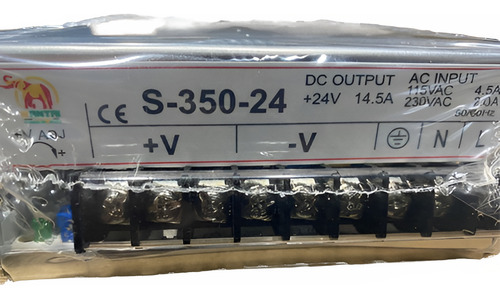 DC OUTPUT AC INPUT
CE S-350-24 +24V 14.5A 115VAC 4.5A
230VAC 2.0A
50/60Hz
+V ADJ
+
+V -V N L